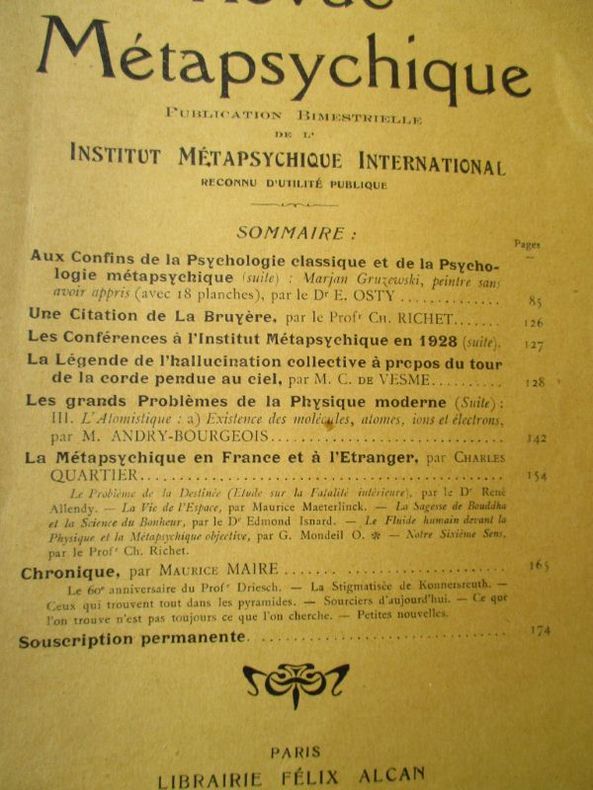 Revue
Métapsychique
PUBLICATION BIMESTRIELLE
DE L'
INSTITUT MÉTAPSYCHIQUE INTERNATIONAL
RECONNU D'UTILITÉ PUBLIQUE
SOMMAIRE :
Pages
Aux Confins de la Psychologie classique et de la Psycho-
logie métapsychique (suite) : Marjan Gruzewski, peintre sans
avoir appris (avec 18 planches), par le Dr E. OSTY ............ 85
Une Citation de La Bruyère, par le Profr CH. RICHET....... 126
Les Conférences à l'Institut Métapsychique en 1928 (suite). 127
La Légende de l'hallucination collective à propos du tour
de la corde pendue au ciel, par M. C. DE VESME.......... 128
Les grands Problèmes de la Physique moderne (Suite) :
III. L'Atomistique : a) Existence des molécules, atomes, ions et électrons,
par M. ANDRY-BOURGEOIS............................. 142
La Métapsychique en France et à l'Etranger, par CHARLES
QUARTIER............................................. 154
Le Problème de la Destinée (Etude sur la Fatalité intérieure), par le Dr René
Allendy. — La Vie de l'Espace, par Maurice Maeterlinck. — La Sagesse de Bouddha
et la Science du Bonheur, par le Dr Edmond Isnard. — Le Fluide humain devant la
Physique et la Métapsychique objective, par G. Mondeil O. * — Notre Sixième Sens,
par le Profr Ch. Richet.
Chronique, par MAURICE MAIRE ........................... 165
Le 60e anniversaire du Profr Driesch. — La Stigmatisée de Konnersreuth. —
Ceux qui trouvent tout dans les pyramides. — Sourciers d'aujourd'hui. — Ce que
l'on trouve n'est pas toujours ce que l'on cherche. — Petites nouvelles.
Souscription permanente................................. 174
PARIS
LIBRAIRIE FÉLIX ALCAN